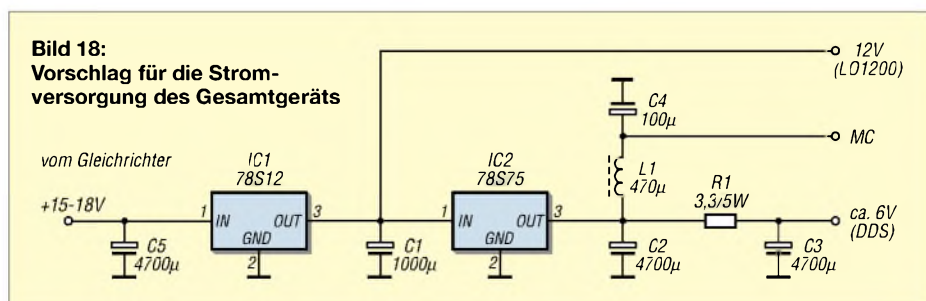 Bild 18:
Vorschlag für die Strom-
versorgung des Gesamtgeräts
12V
(LO1200)
C4
100µ
MC
vom Gleichrichter
IC1
78S12
IC2
78S75
L1
470µ
R1
3,3/5W
+15-18V
1 IN OUT 3
GND
2
1 IN OUT 3
GND
2
ca. 6V
(DDS)
C5
4700µ
C1
1000µ
C2
4700µ
C3
4700µ